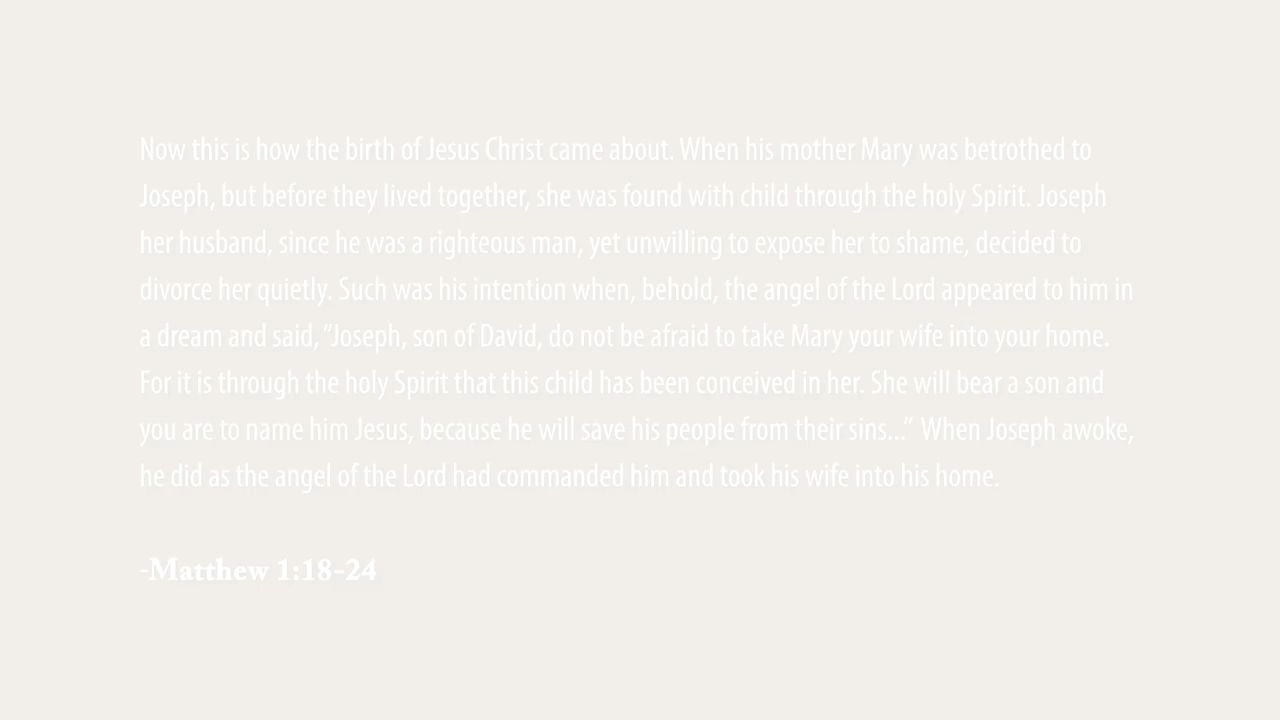 Now this is how the birth of Jesus Christ came about. When his mother Mary was betrothed to
Joseph, but before they lived together, she was found with child through the holy Spirit. Joseph
her husband, since he was a righteous man, yet unwilling to expose her to shame, decided to
divorce her quietly. Such was his intention when, behold, the angel of the Lord appeared to him in
a dream and said, “Joseph, son of David, do not be afraid to take Mary your wife into your home.
For it is through the holy Spirit that this child has been conceived in her. She will bear a son and
you are to name him Jesus, because he will save his people from their sins...” When Joseph awoke,
he did as the angel of the Lord had commanded him and took his wife into his home.
-Matthew 1:18-24